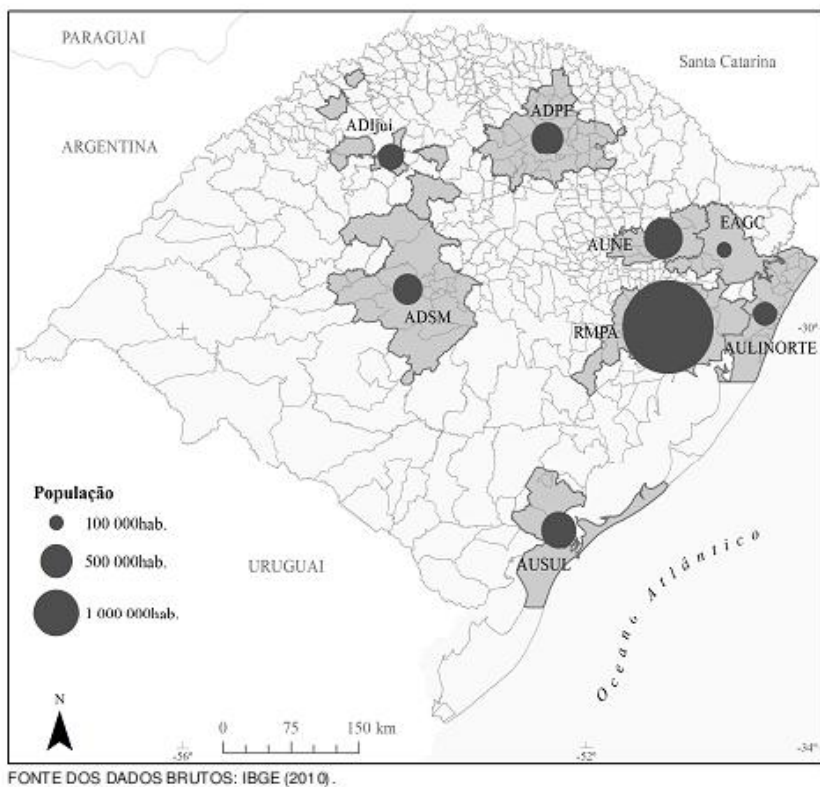 PARAGUAI
Santa Catarina
ADPF
ADIjui
ARGENTINA
EAGC
AUNE
ADSM
RMPA
-30°
AULINORTE
População
100 000hab.
500 000hab.
1 000 000hab.
URUGUAI
AUSUL
Oceano Atlântico
N
0 75 150 km
-56° -52° -34°
FONTE DOS DADOS BRUTOS: IBGE (2010).